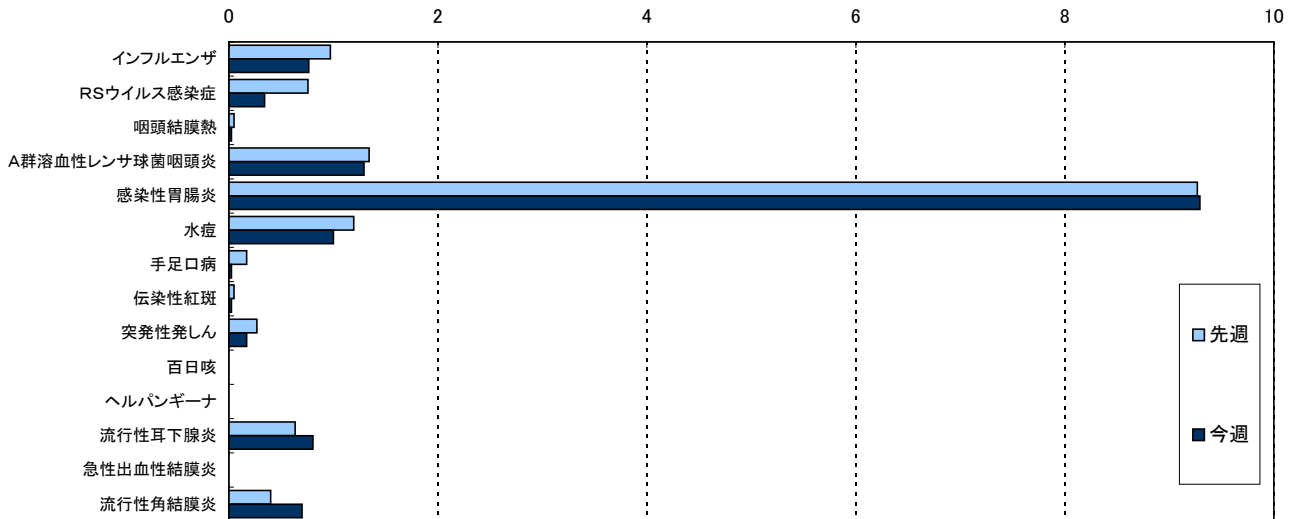 0 2 4 6 8 10
インフルエンザ
RSウイルス感染症
咽頭結膜熱
A群溶血性レンサ球菌咽頭炎
感染性胃腸炎
水痘
手足口病
伝染性紅斑
突発性発しん
百日咳
ヘルパンギーナ
流行性耳下腺炎
急性出血性結膜炎
流行性角結膜炎
先週
今週